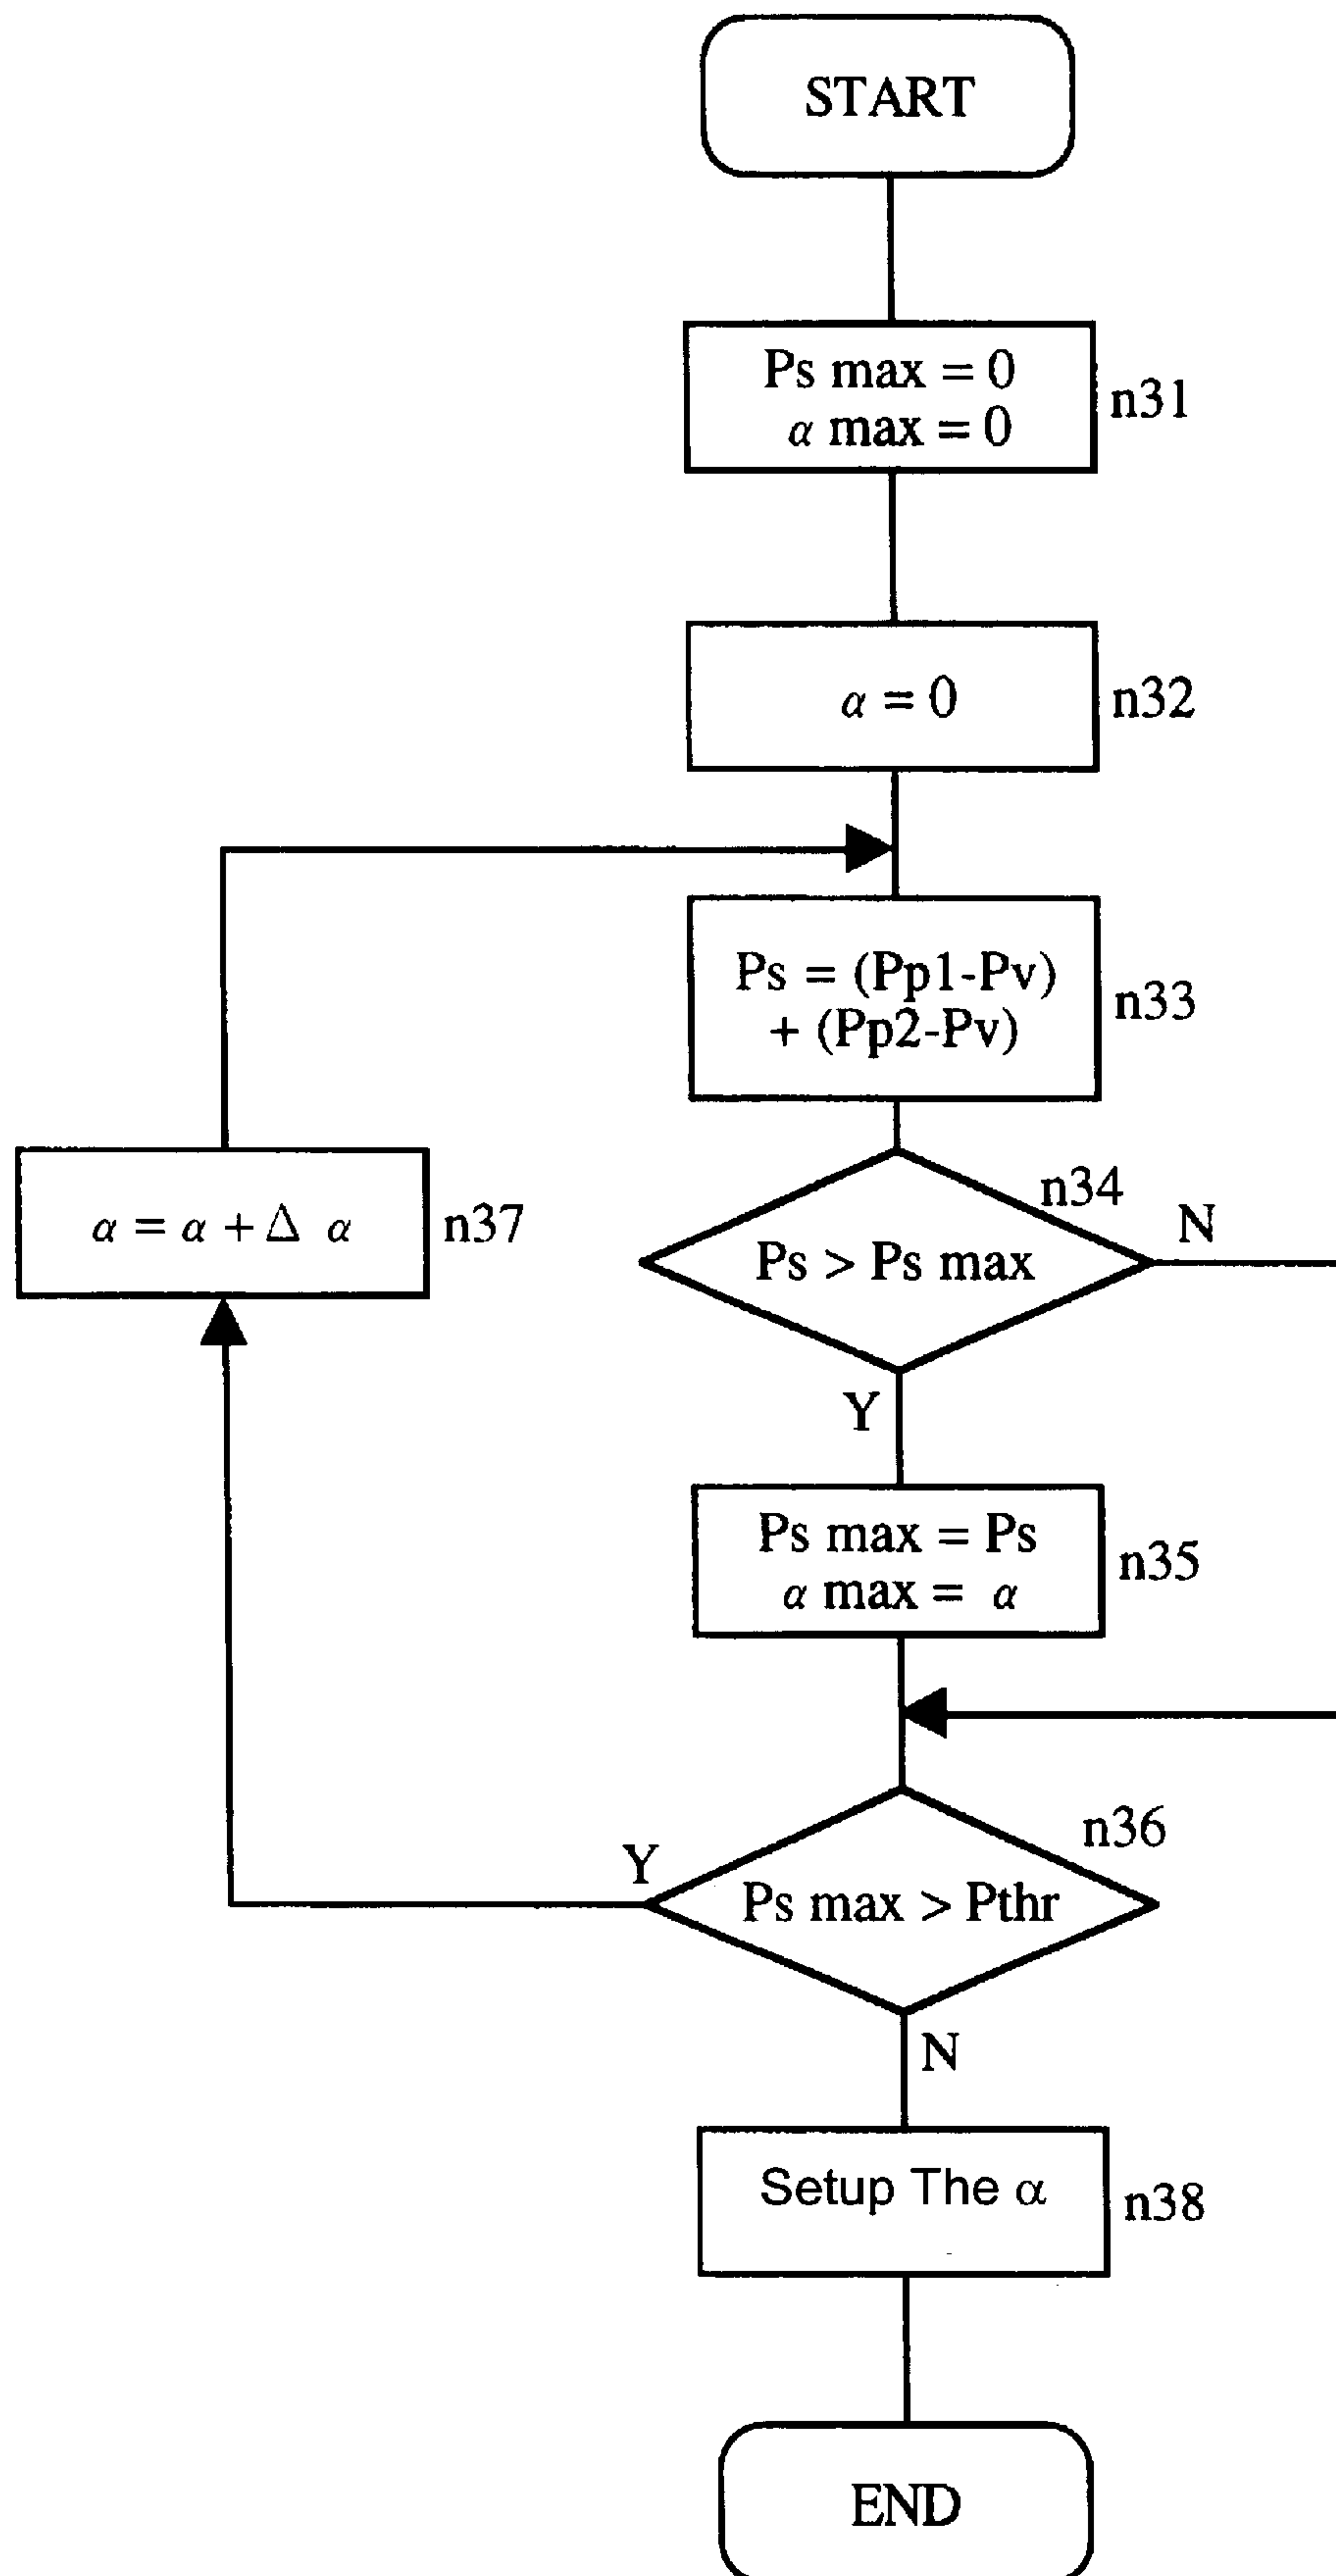 START
Ps max = 0
α max = 0
n31
α = 0
n32
Ps = (Pp1-Pv)
+ (Pp2-Pv)
n33
n34
N
Ps > Ps max
α = α + Δ α
n37
Y
Ps max = Ps
α max = α
n35
n36
Y
Ps max > Pthr
N
Setup The α
n38
END